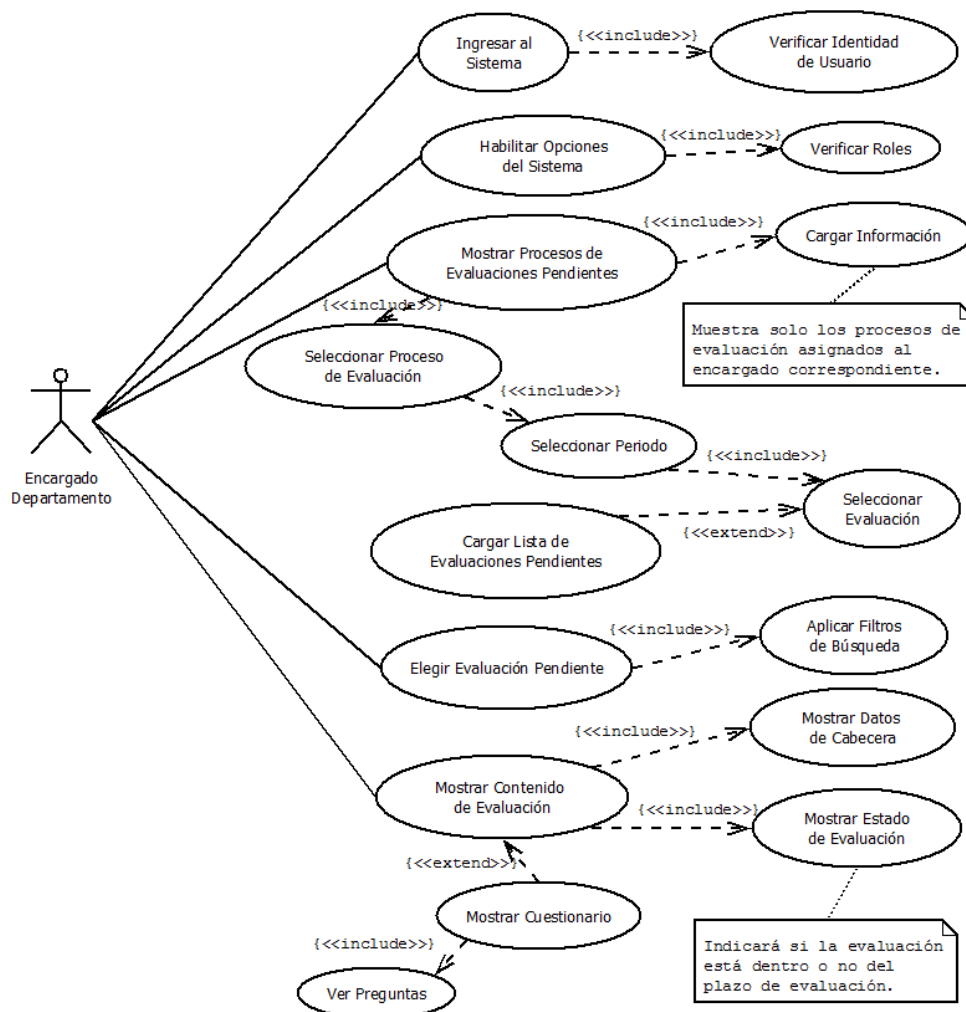 Ingresar al
Sistema
{<<include>>}
Verificar Identidad
de Usuario
Habilitar Opciones
del Sistema
{<<include>>}
Verificar Roles
Mostrar Procesos de
Evaluaciones Pendientes
{<<include>>}
Cargar Información
Muestra solo los procesos de
evaluación asignados al
encargado correspondiente.
{<<include>>}
Seleccionar Proceso
de Evaluación
{<<include>>}
Seleccionar Periodo
{<<include>>}
Seleccionar
Evaluación
Encargado
Departamento
Cargar Lista de
Evaluaciones Pendientes
{<<extend>>}
Elegir Evaluación Pendiente
{<<include>>}
Aplicar Filtros
de Búsqueda
Mostrar Contenido
de Evaluación
{<<include>>}
Mostrar Datos
de Cabecera
{<<include>>}
Mostrar Estado
de Evaluación
{<<extend>>}
Mostrar Cuestionario
Indicará si la evaluación
está dentro o no del
plazo de evaluación.
{<<include>>}
Ver Preguntas